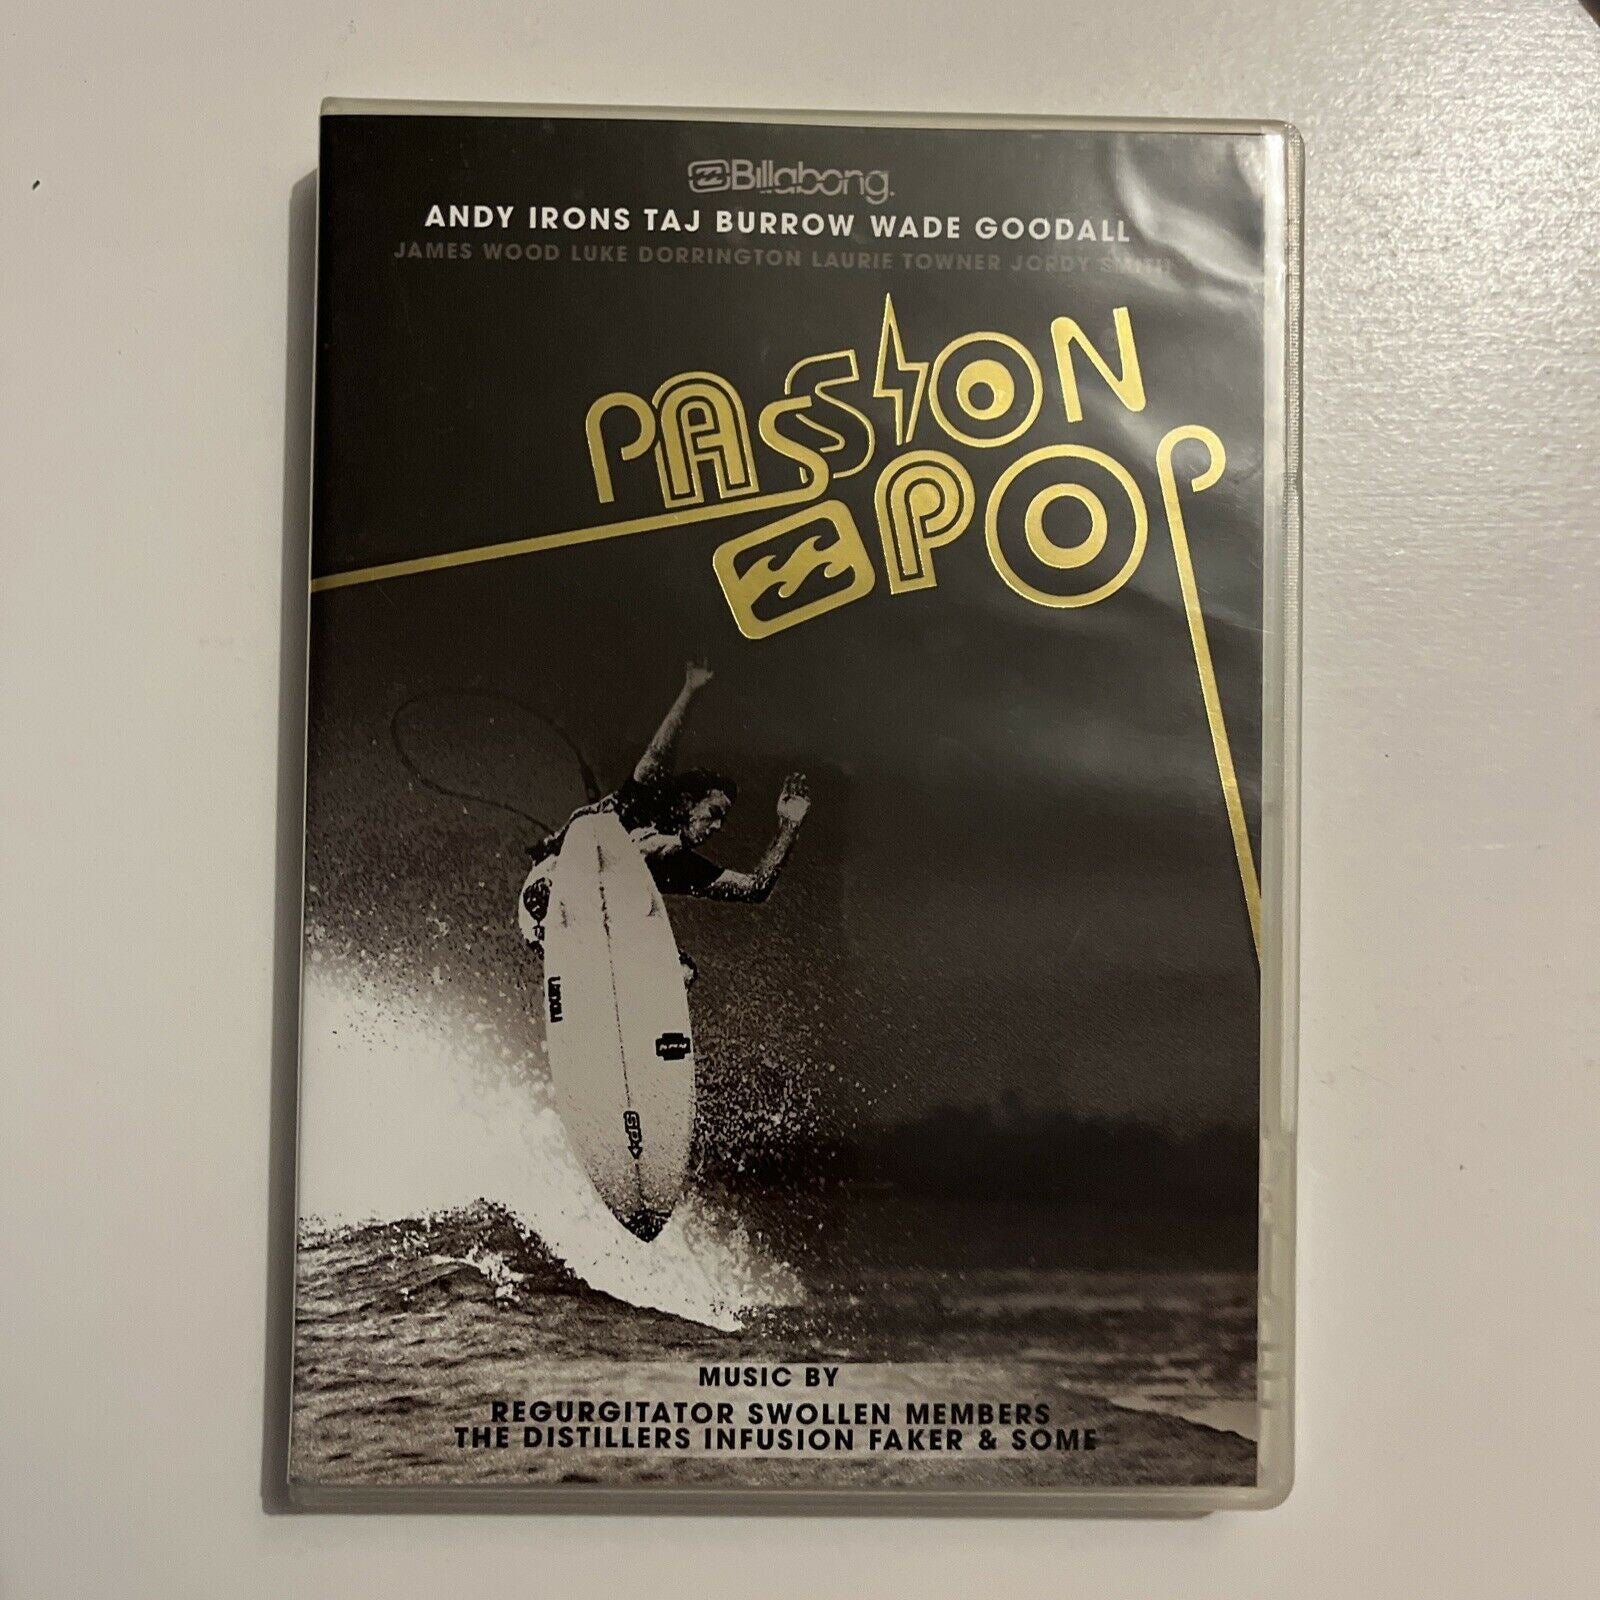 Billabong.
ANDY IRONS TAJ BURROW WADE GOODALL
JAMES WOOD LUKE DORRINGTON LAURIE TOWNER JORDY SMITH
PASSION
POP
MUSIC BY
REGURGITATOR SWOLLEN MEMBERS
THE DISTILLERS INFUSION FAKER & SOME